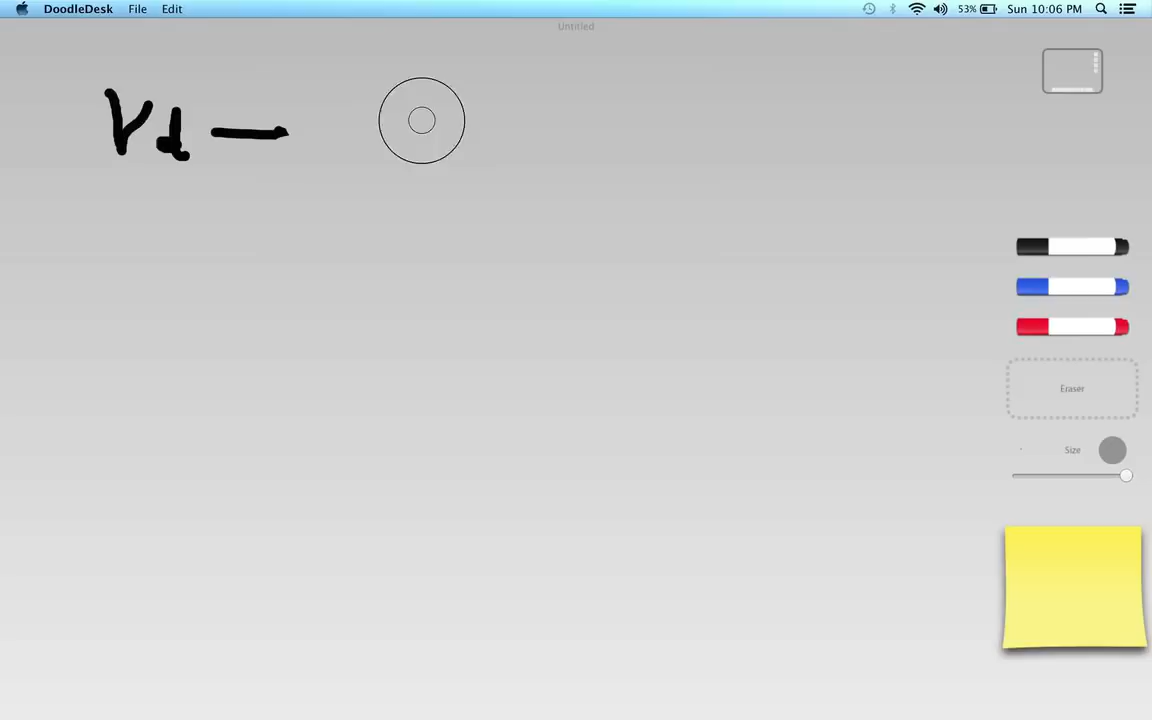 DoodleDesk File Edit 53% Sun 10:06 PM
Untitled
Vd —
Eraser
Size